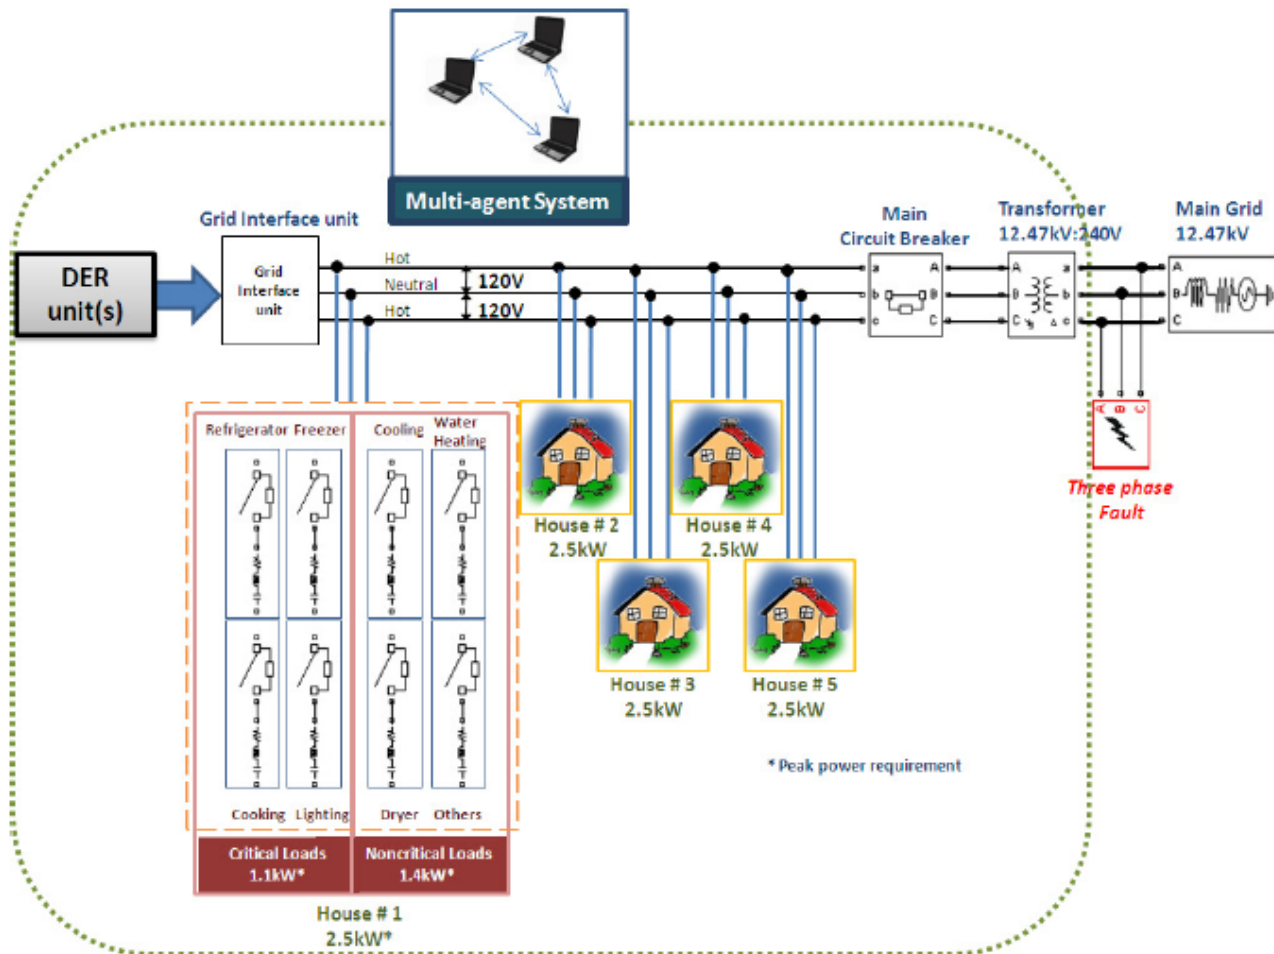 Multi-agent System
Grid Interface unit
Main
Circuit Breaker
Transformer
12.47kV:240V
Main Grid
12.47kV
DER
unit(s)
Grid
Interface
unit
Hot
Neutral
Hot
120V
120V
a
b
c
A
B
C
A
B
C
a
b
c
A
B
C
A
B
C
Three phase
Fault
Refrigerator
Freezer
Cooling
Water
Heating
Cooking
Lighting
Dryer
Others
Critical Loads
1.1kW*
Noncritical Loads
1.4kW*
House # 1
2.5kW*
House # 2
2.5kW
House # 4
2.5kW
House # 3
2.5kW
House # 5
2.5kW
* Peak power requirement